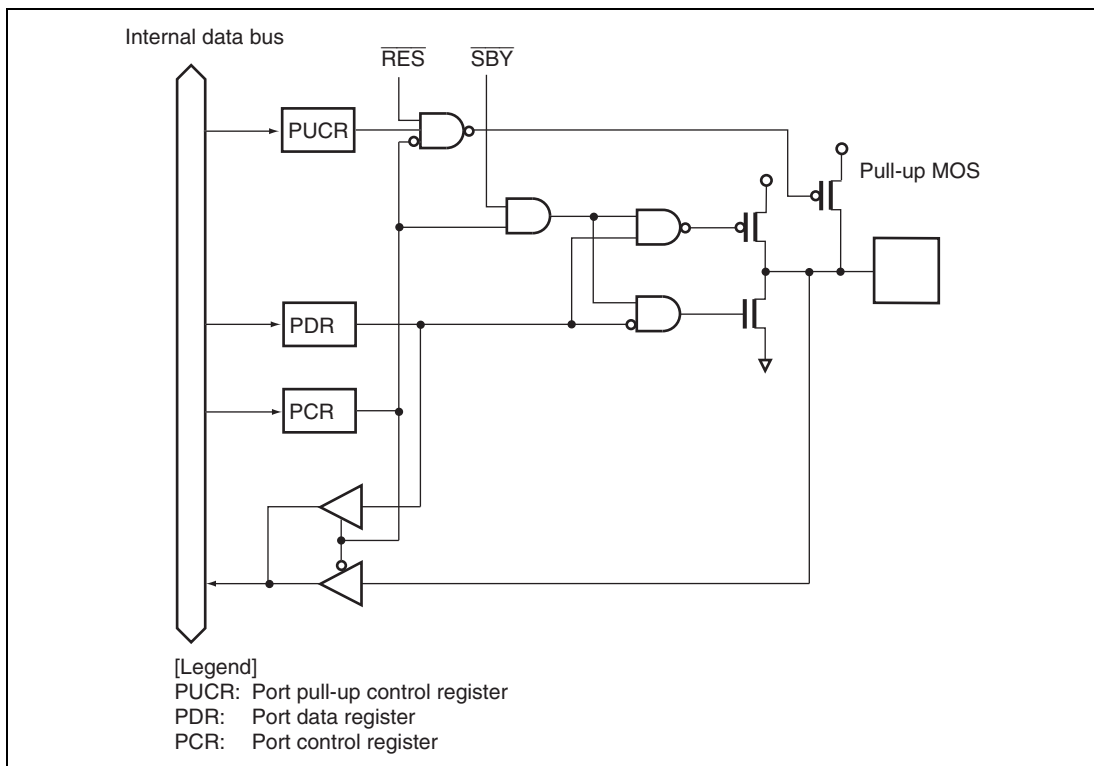 Internal data bus
RES
SBY
PUCR
Pull-up MOS
PDR
PCR
[Legend]
PUCR: Port pull-up control register
PDR: Port data register
PCR: Port control register